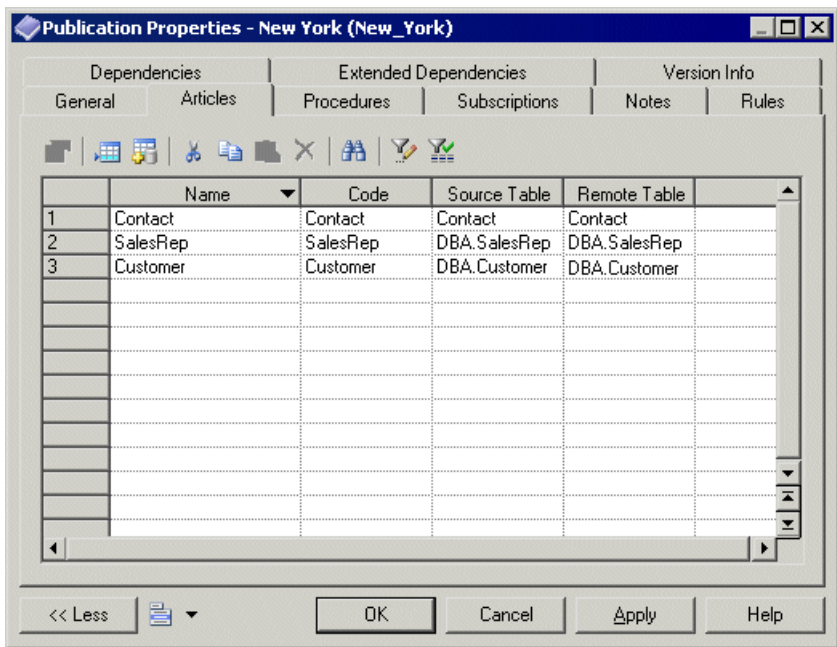 Publication Properties - New York (New_York)
Dependencies Extended Dependencies Version Info
General Articles Procedures Subscriptions Notes Rules
Name Code Source Table Remote Table
1 Contact Contact Contact Contact
2 SalesRep SalesRep DBA.SalesRep DBA.SalesRep
3 Customer Customer DBA.Customer DBA.Customer
<< Less OK Cancel Apply Help